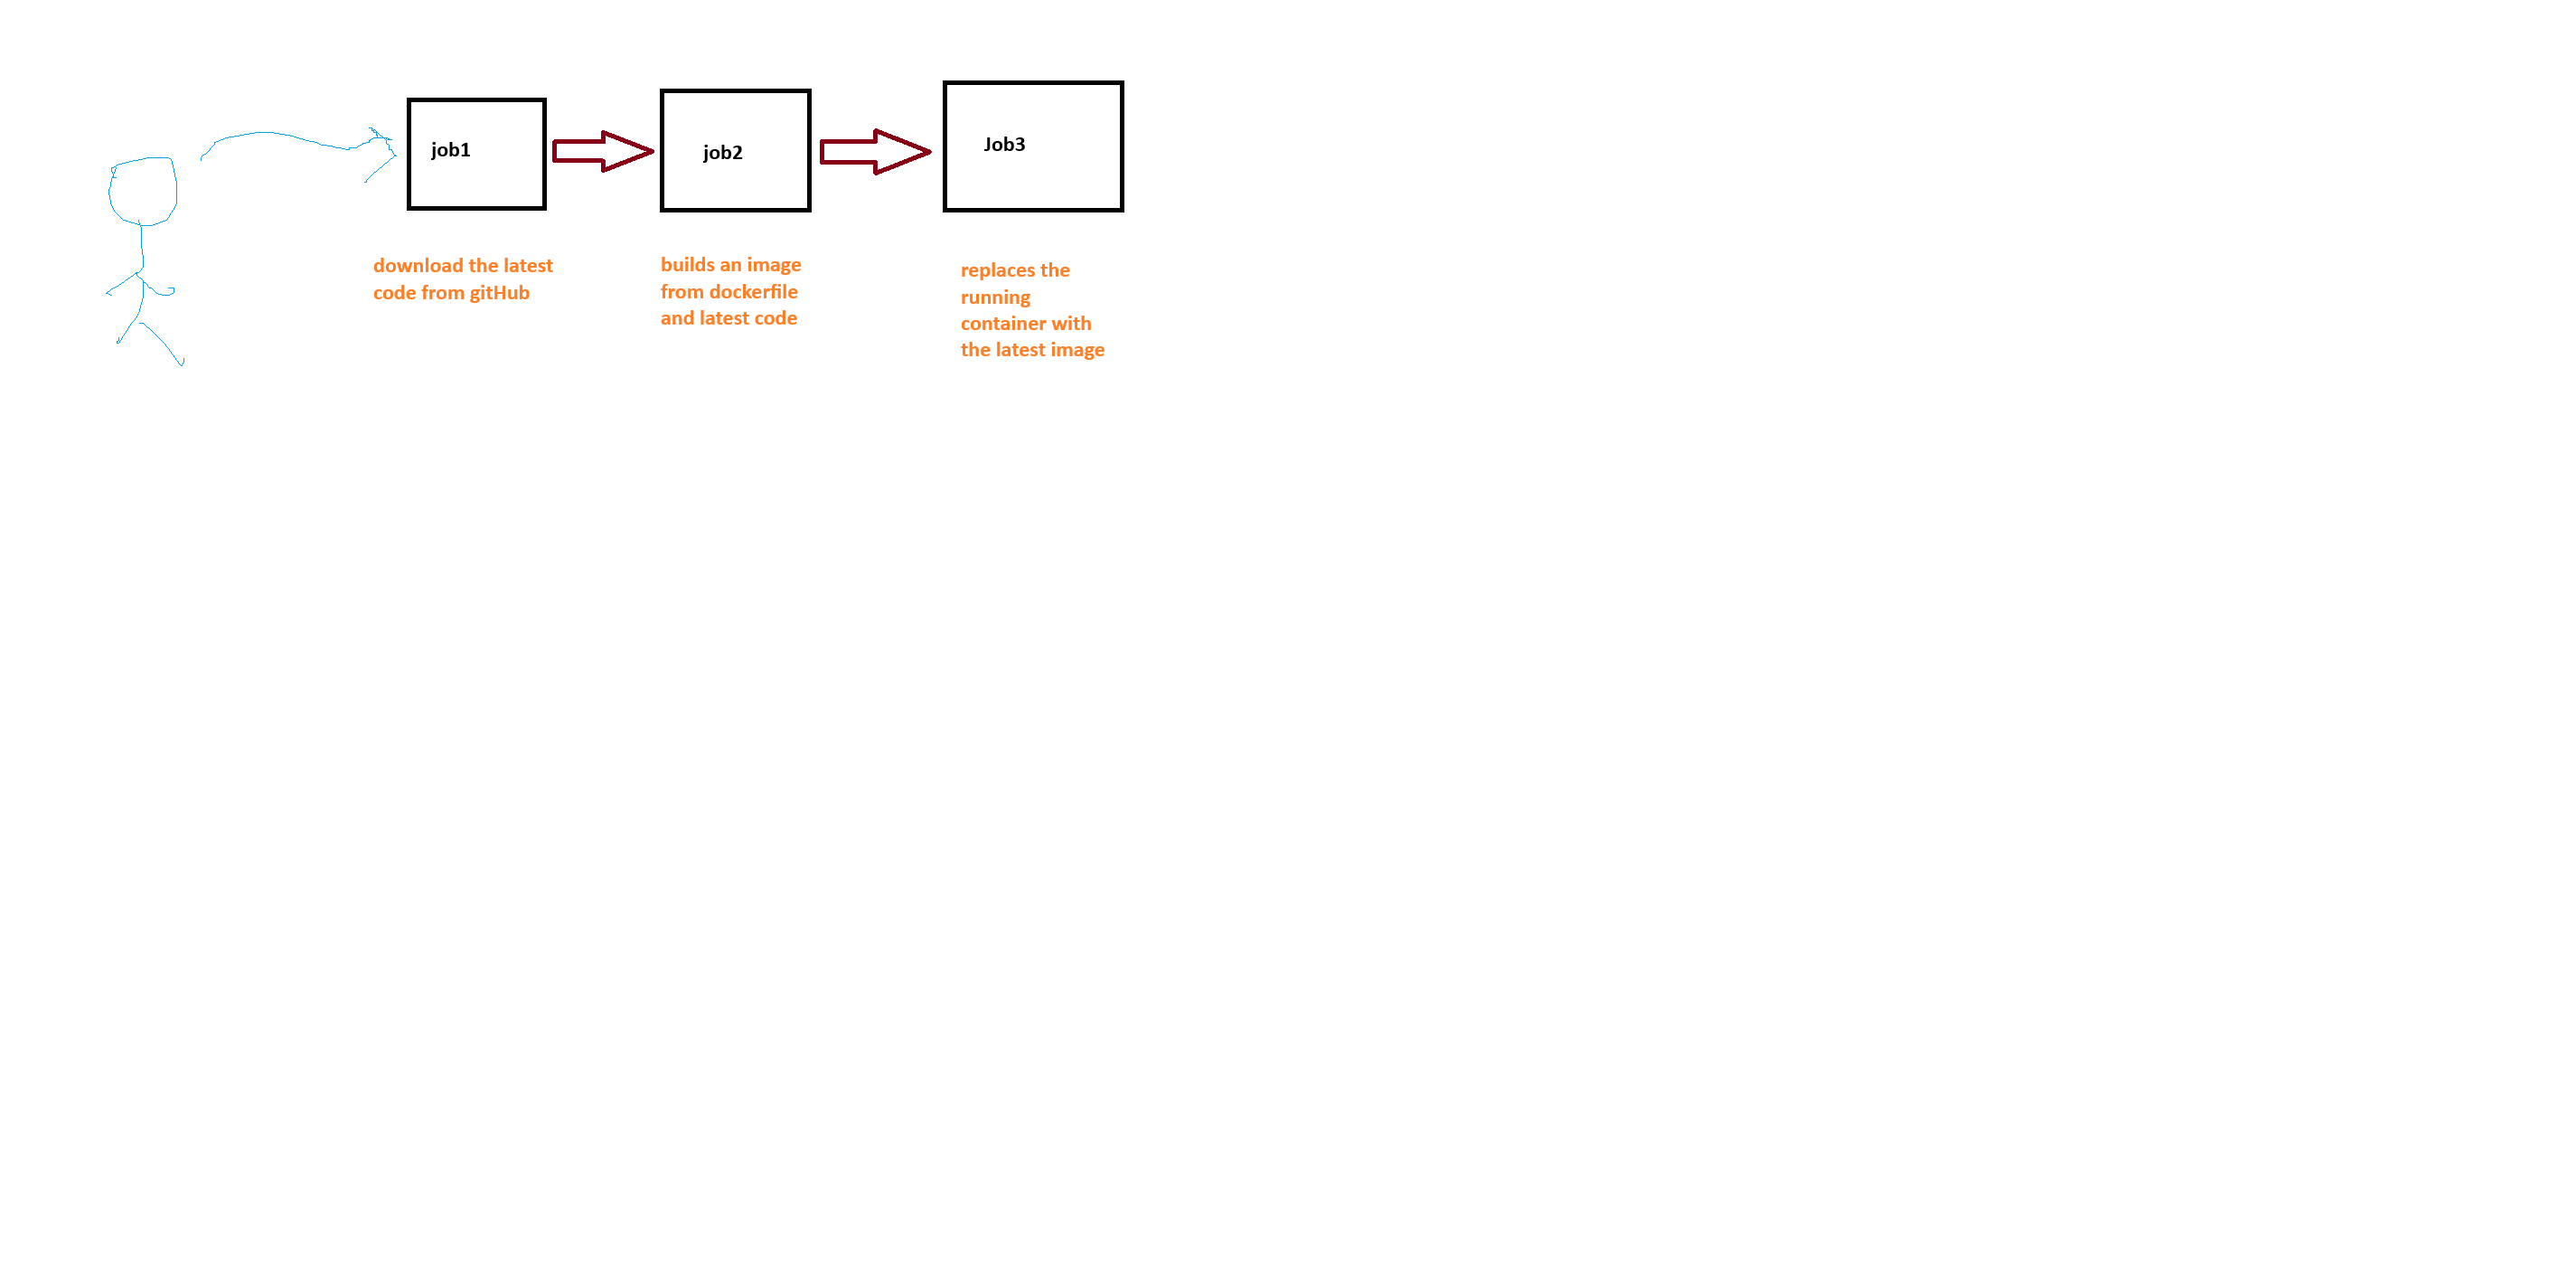 job1
job2
Job3
download the latest
code from gitHub
builds an image
from dockerfile
and latest code
replaces the
running
container with
the latest image